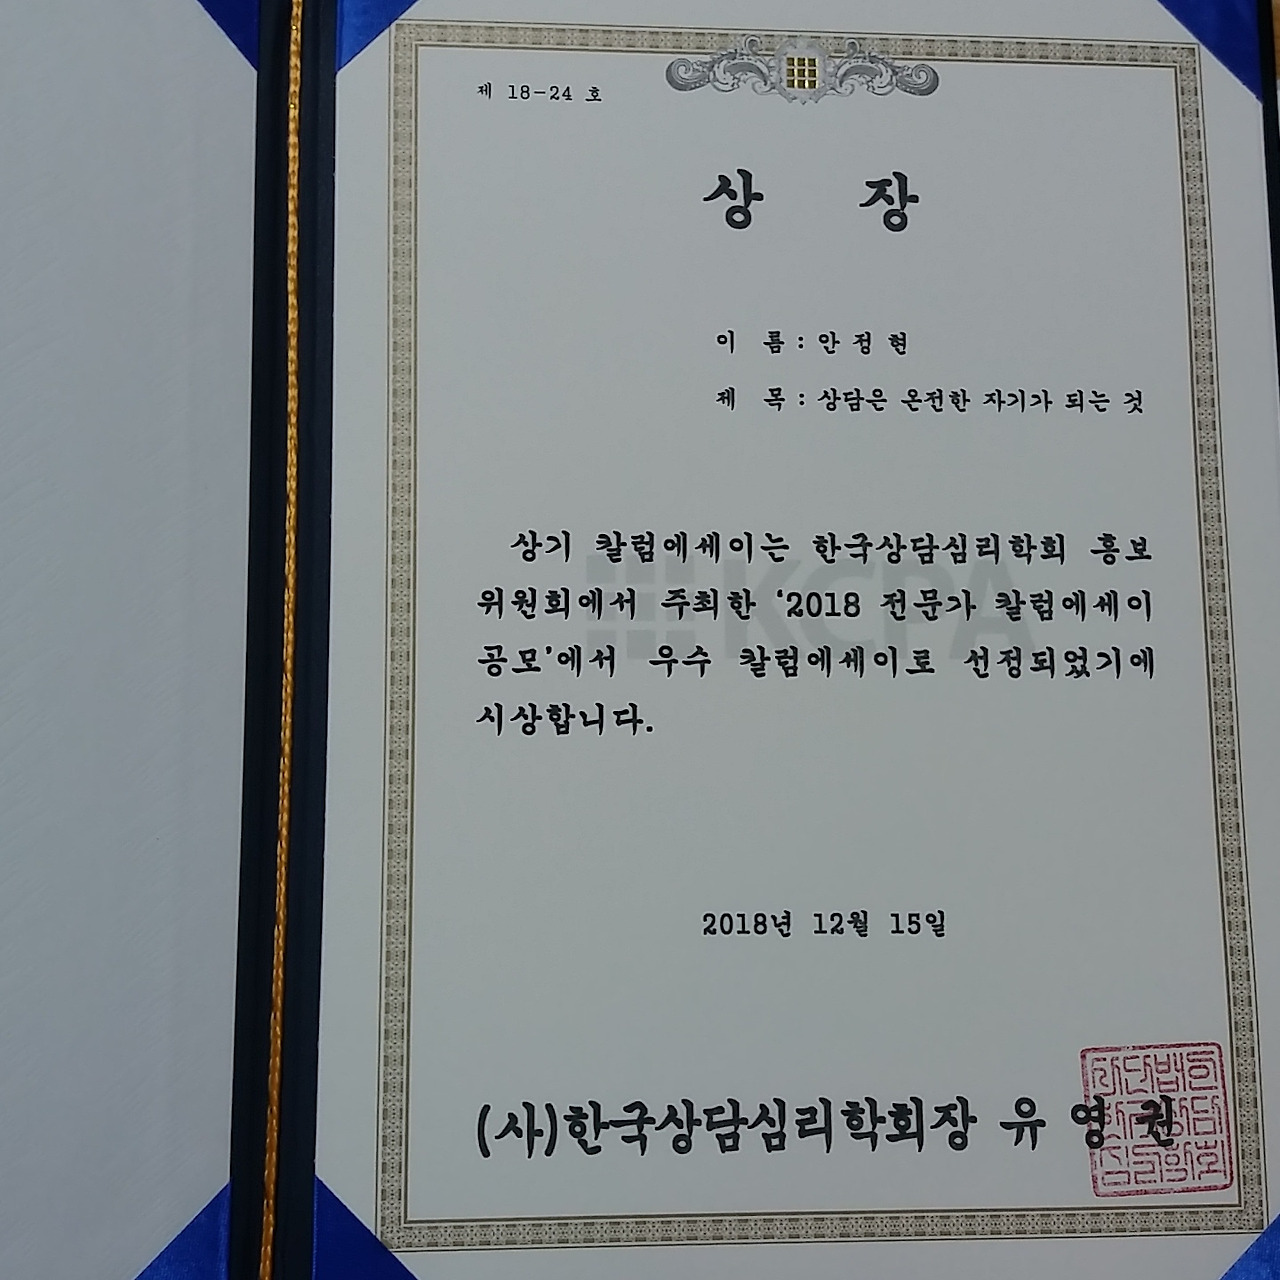 제 18-24 호
상 장
이 름 : 안 정 현
제 목 : 상담은 온전한 자기가 되는 것
상기 칼럼에세이는 한국상담심리학회 홍보
위원회에서 주최한 '2018 전문가 칼럼에세이
공모'에서 우수 칼럼에세이로 선정되었기에
시상합니다.
KCPA
2018년 12월 15일
(사)한국상담심리학회장 유 영 권